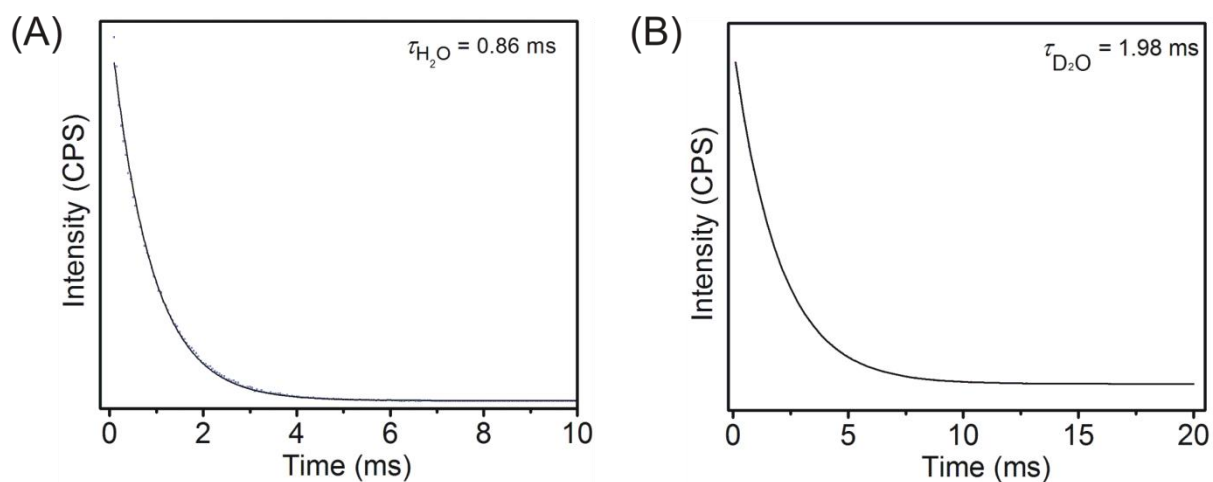 (A)
τH₂O = 0.86 ms
Intensity (CPS)
0 2 4 6 8 10
Time (ms)
(B)
τD₂O = 1.98 ms
Intensity (CPS)
0 5 10 15 20
Time (ms)